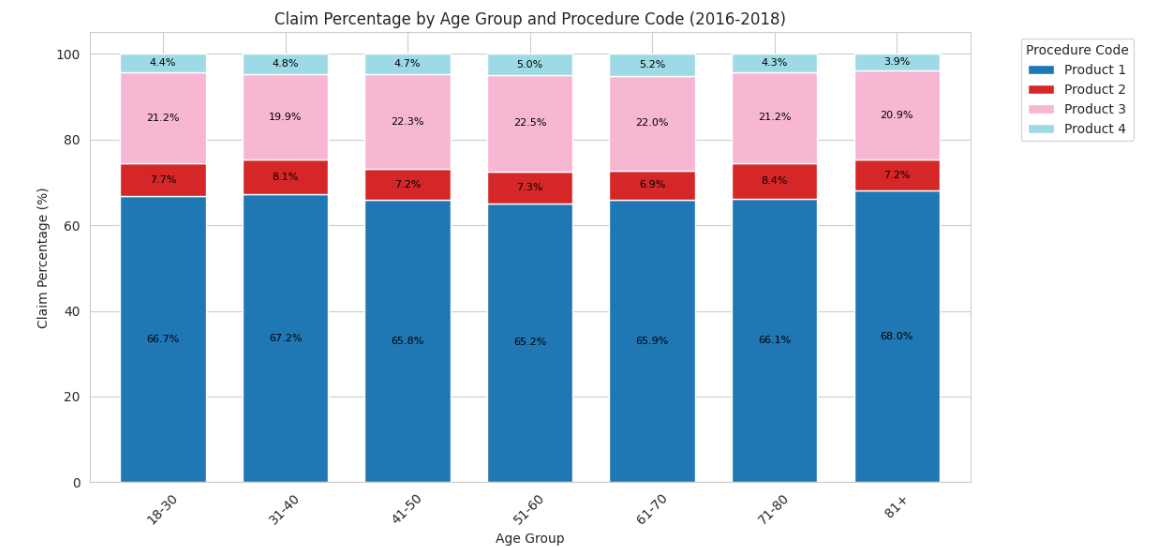 Claim Percentage by Age Group and Procedure Code (2016-2018)
Procedure Code
Product 1
Product 2
Product 3
Product 4
Claim Percentage (%)
100
80
60
40
20
0
4.4% 4.8% 4.7% 5.0% 5.2% 4.3% 3.9%
21.2% 19.9% 22.3% 22.5% 22.0% 21.2% 20.9%
7.7% 8.1% 7.2% 7.3% 6.9% 8.4% 7.2%
66.7% 67.2% 65.8% 65.2% 65.9% 66.1% 68.0%
18-30 31-40 41-50 51-60 61-70 71-80 81+
Age Group